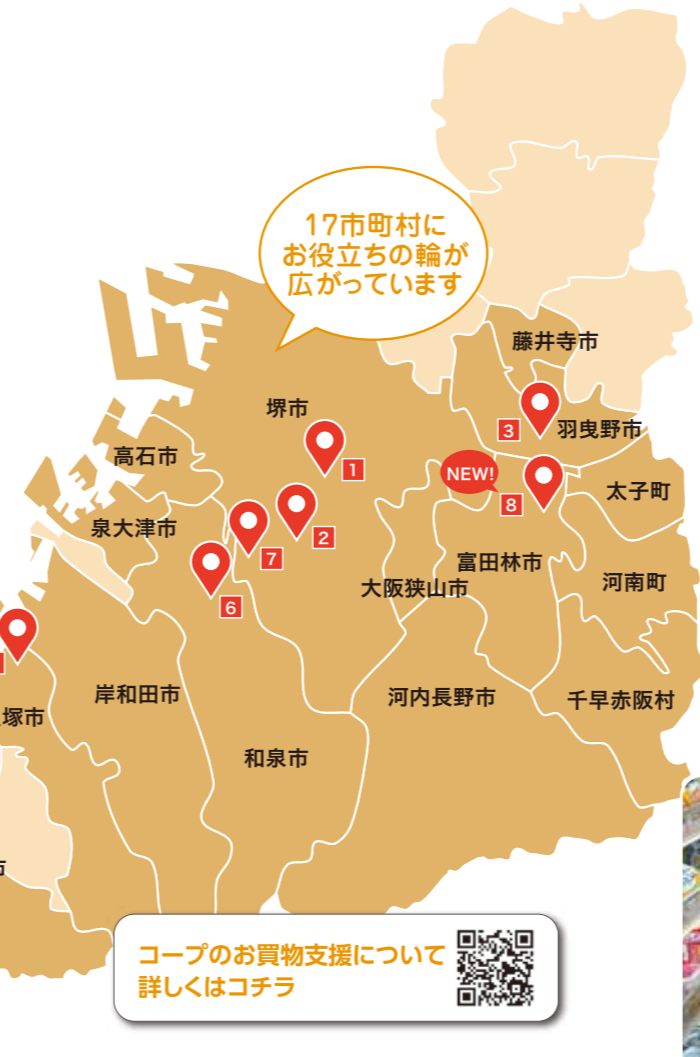 17市町村に
お役立ちの輪が
広がっています
藤井寺市
堺市
羽曳野市
3
高石市
1
NEW!
太子町
8
泉大津市
2
7
富田林市
河南町
大阪狭山市
6
岸和田市
河内長野市
千早赤阪村
塚市
和泉市
市
コープのお買物支援について
詳しくはコチラ